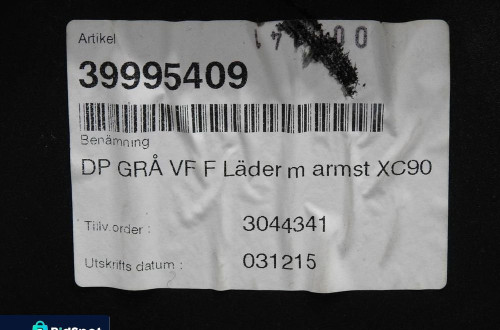 Artikel
39995409
Benämning
DP GRÅ VF F Läder m armst XC90
Tillv.order : 3044341
Utskrifts datum : 031215